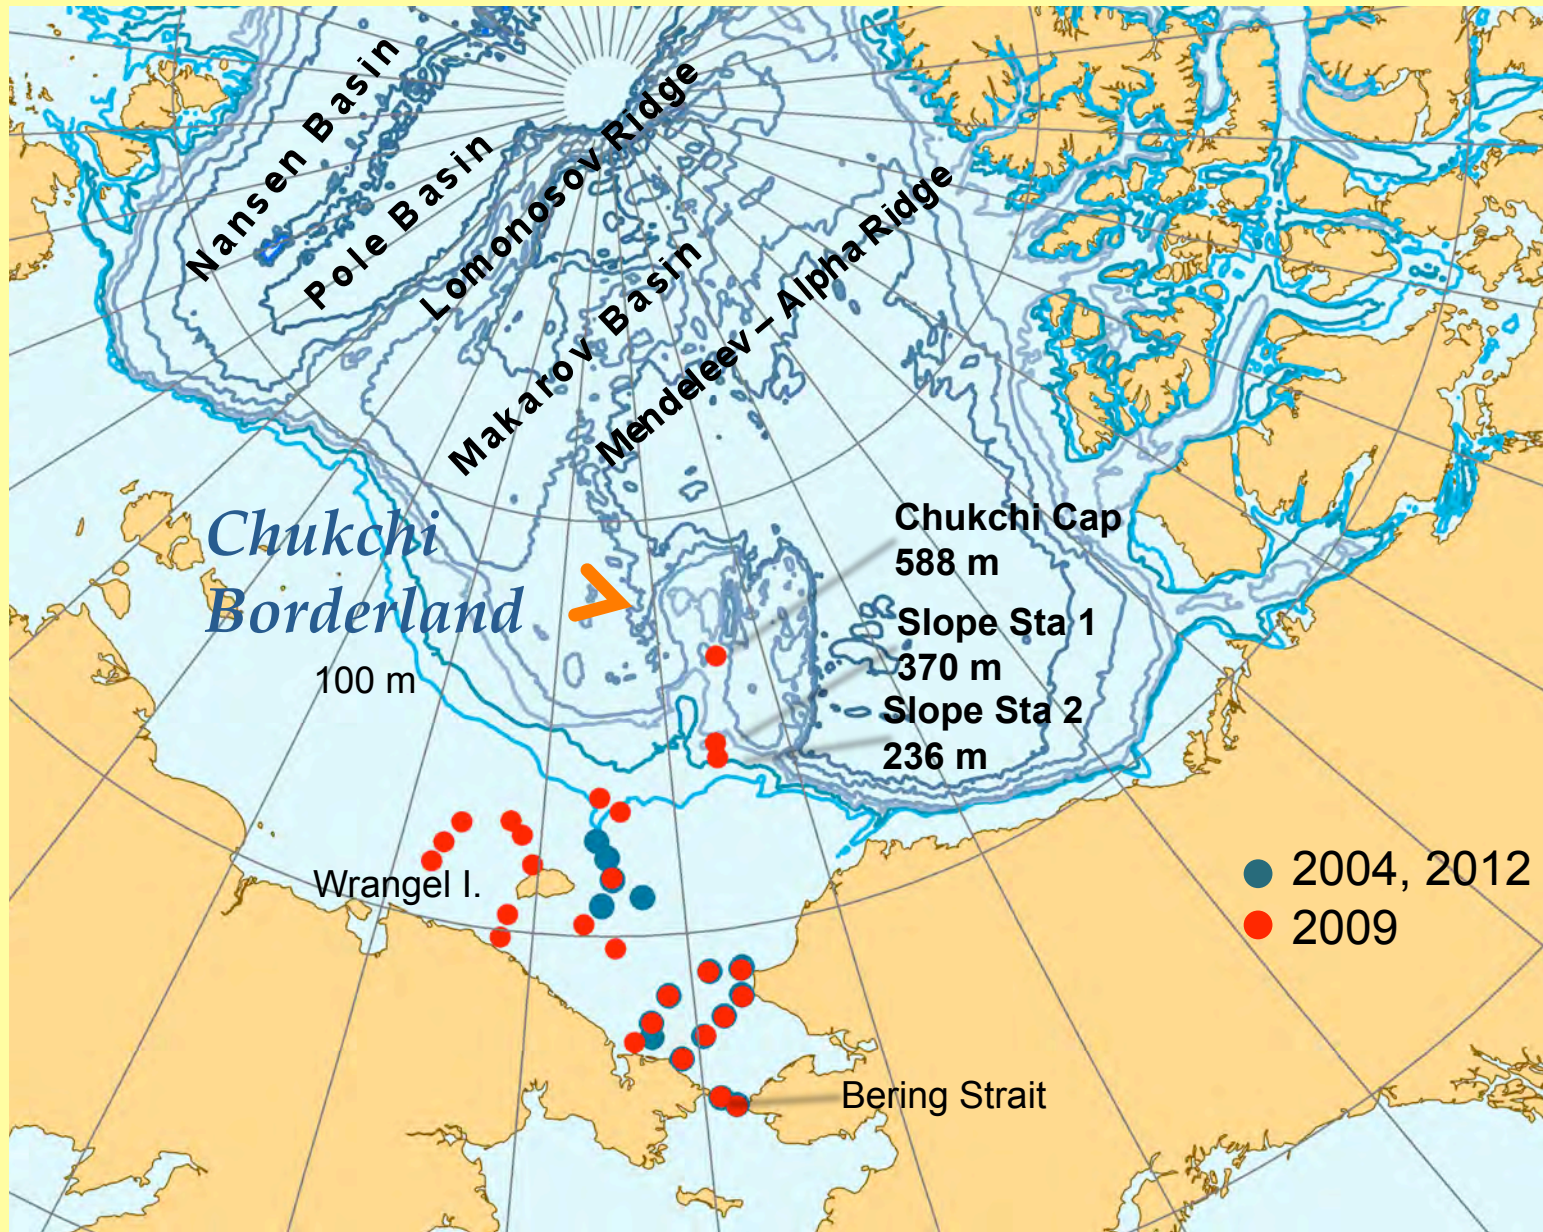 Nansen Basin
Pole Basin
Lomonosov Ridge
Makarov Basin
Mendeleev – Alpha Ridge
Chukchi
Borderland
100 m
Chukchi Cap
588 m
Slope Sta 1
370 m
Slope Sta 2
236 m
Wrangel I.
2004, 2012
2009
Bering Strait